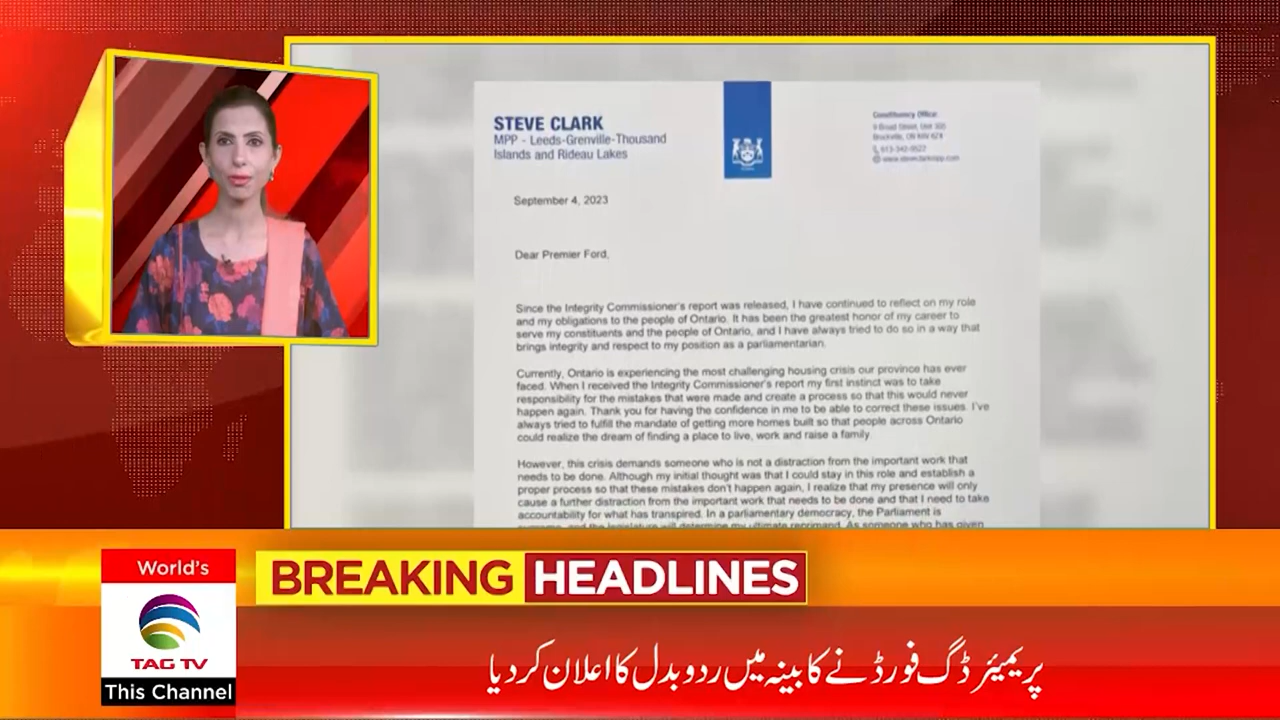 STEVE CLARK
MPP - Leeds-Grenville-Thousand
Islands and Rideau Lakes
Constituency Office
September 4, 2023
Dear Premier Ford,
Since the Integrity Commissioner's report was released, I have continued to reflect on my role
and my obligations to the people of Ontario. It has been the greatest honor of my career to
serve my constituents and the people of Ontario, and I have always tried to do so in a way that
brings integrity and respect to my position as a parliamentarian.
Currently, Ontario is experiencing the most challenging housing crisis our province has ever
faced. When I received the Integrity Commissioner's report my first instinct was to take
responsibility for the mistakes that were made and create a process so that this would never
happen again. Thank you for having the confidence in me to be able to correct these issues. I've
always tried to fulfill the mandate of getting more homes built so that people across Ontario
could realize the dream of finding a place to live, work and raise a family.
However, this crisis demands someone who is not a distraction from the important work that
needs to be done. Although my initial thought was that I could stay in this role and establish a
proper process so that these mistakes don't happen again, I realize that my presence will only
cause a further distraction from the important work that needs to be done and that I need to take
accountability for what has transpired. In a parliamentary democracy, the Parliament is
World's
TAG TV
This Channel
BREAKING HEADLINES
پریمیئر ڈگ فورڈ نے کابینہ میں ردوبدل کا اعلان کر دیا